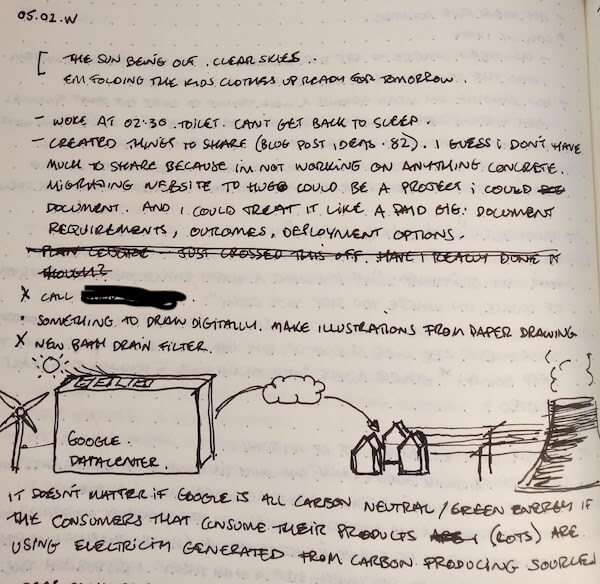 05.02.W
THE SUN BEING OUT. CLEAR SKIES.
EM FOLDING THE KIDS CLOTHES UP READY FOR TOMORROW.
- WOKE AT 02:30. TOILET. CAN'T GET BACK TO SLEEP.
- CREATED THINGS TO SHARE (BLOG POST IDEAS · 82). I GUESS I DON'T HAVE
MUCH TO SHARE BECAUSE I'M NOT WORKING ON ANYTHING CONCRETE.
MIGRATING WEBSITE TO HUGO COULD BE A PROJECT I COULD
DOCUMENT. AND I COULD TREAT IT LIKE A PAID GIG: DOCUMENT
REQUIREMENTS, OUTCOMES, DEPLOYMENT OPTIONS.
- PLAN LEISURE - JUST CROSSED THIS OFF. HAVE I REALLY DONE IT
THOUGH?
X CALL
· SOMETHING TO DRAW DIGITALLY. MAKE ILLUSTRATIONS FROM PAPER DRAWING
X NEW BATH DRAIN FILTER.
GOOGLE
DATACENTER.
IT DOESN'T MATTER IF GOOGLE IS ALL CARBON NEUTRAL/GREEN ENERGY IF
THE CONSUMERS THAT CONSUME THEIR PRODUCTS (LOTS) ARE
USING ELECTRICITY GENERATED FROM CARBON PRODUCING SOURCES